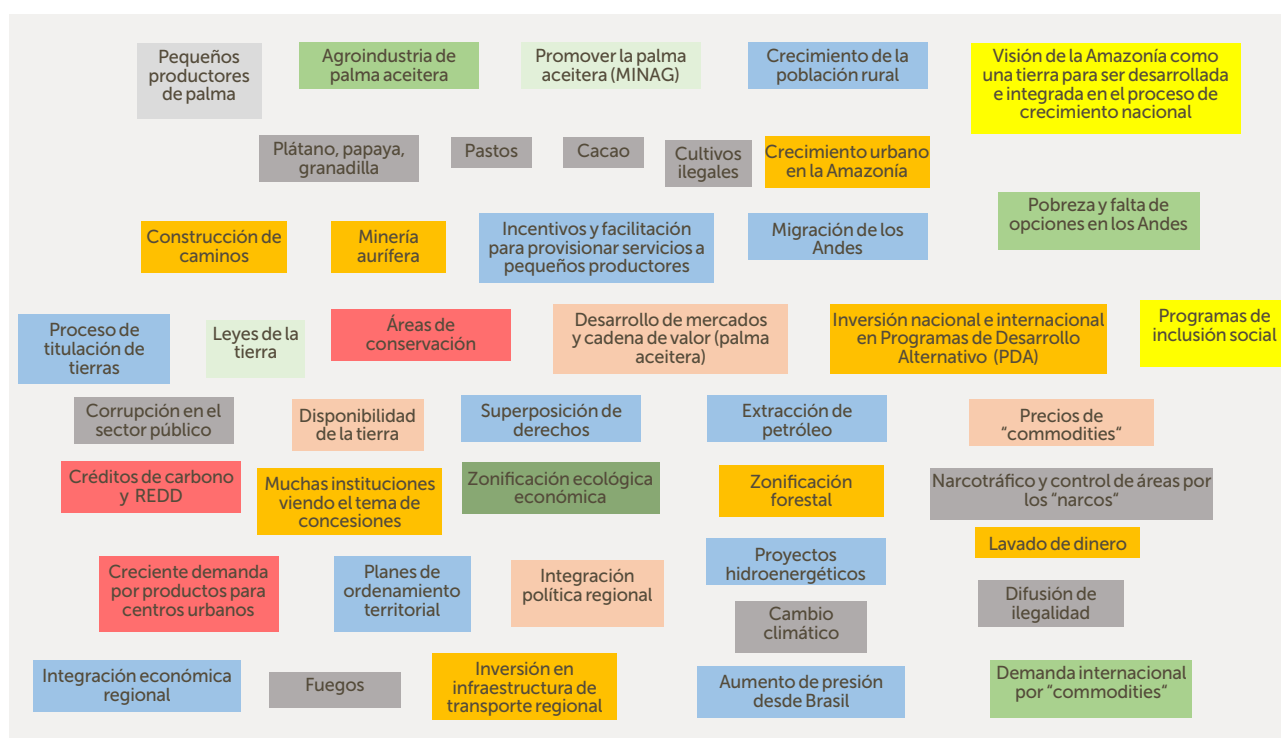 Pequeños
productores
de palma
Agroindustria de
palma aceitera
Promover la palma
aceitera (MINAG)
Crecimiento de la
población rural
Visión de la Amazonía como
una tierra para ser desarrollada
e integrada en el proceso de
crecimiento nacional
Plátano, papaya,
granadilla
Pastos
Cacao
Cultivos
ilegales
Crecimiento urbano
en la Amazonía
Pobreza y falta de
opciones en los Andes
Construcción de
caminos
Minería
aurífera
Incentivos y facilitación
para provisionar servicios a
pequeños productores
Migración de los
Andes
Proceso de
titulación de
tierras
Leyes de la
tierra
Áreas de
conservación
Desarrollo de mercados
y cadena de valor (palma
aceitera)
Inversión nacional e internacional
en Programas de Desarrollo
Alternativo (PDA)
Programas de
inclusión social
Corrupción en el
sector público
Disponibilidad
de la tierra
Superposición de
derechos
Extracción de
petróleo
Precios de
“commodities“
Créditos de carbono
y REDD
Muchas instituciones
viendo el tema de
concesiones
Zonificación ecológica
económica
Zonificación
forestal
Narcotráfico y control de áreas por
los “narcos“
Lavado de dinero
Creciente demanda
por productos para
centros urbanos
Planes de
ordenamiento
territorial
Integración
política regional
Proyectos
hidroenergéticos
Cambio
climático
Difusión de
ilegalidad
Integración económica
regional
Fuegos
Inversión en
infraestructura de
transporte regional
Aumento de presión
desde Brasil
Demanda internacional
por “commodities“